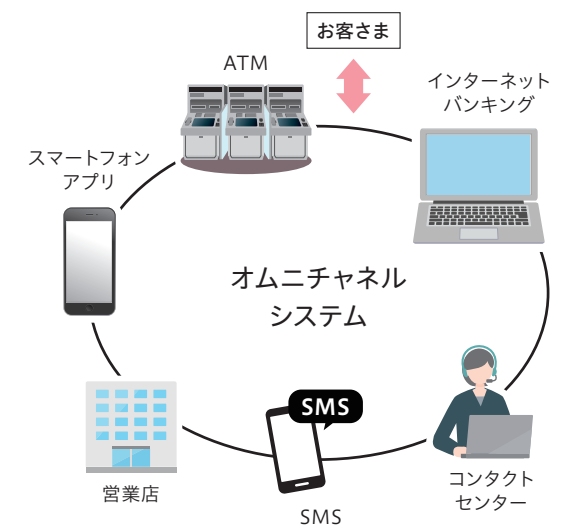 お客さま
ATM
インターネット
バンキング
スマートフォン
アプリ
オムニチャネル
システム
SMS
営業店
SMS
コンタクト
センター